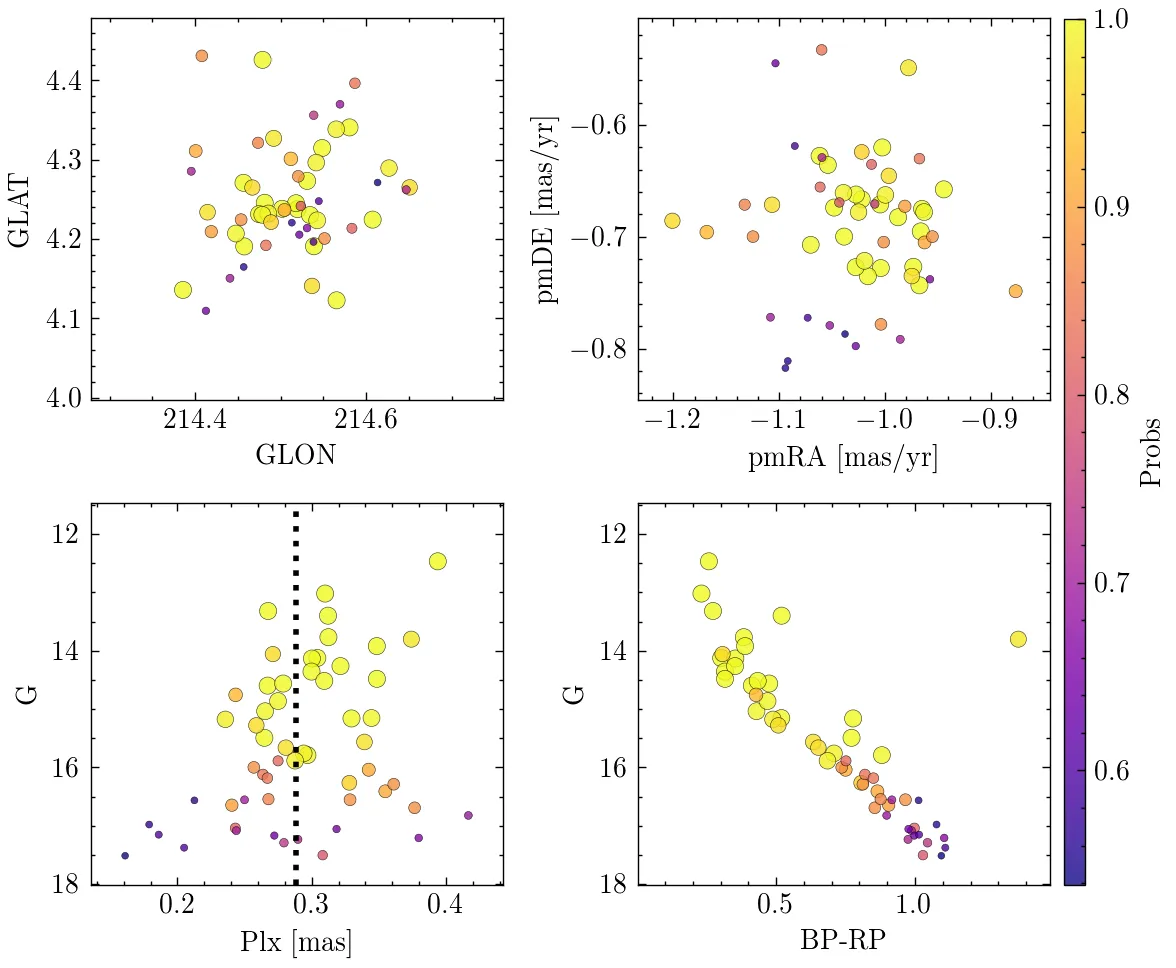 4.4
4.3
4.2
4.1
4.0
GLAT
214.4 214.6
GLON
−0.6
−0.7
−0.8
pmDE [mas/yr]
−1.2 −1.1 −1.0 −0.9
pmRA [mas/yr]
1.0
0.9
0.8
0.7
0.6
Probs
12
14
16
18
G
0.2 0.3 0.4
Plx [mas]
12
14
16
18
G
0.5 1.0
BP-RP